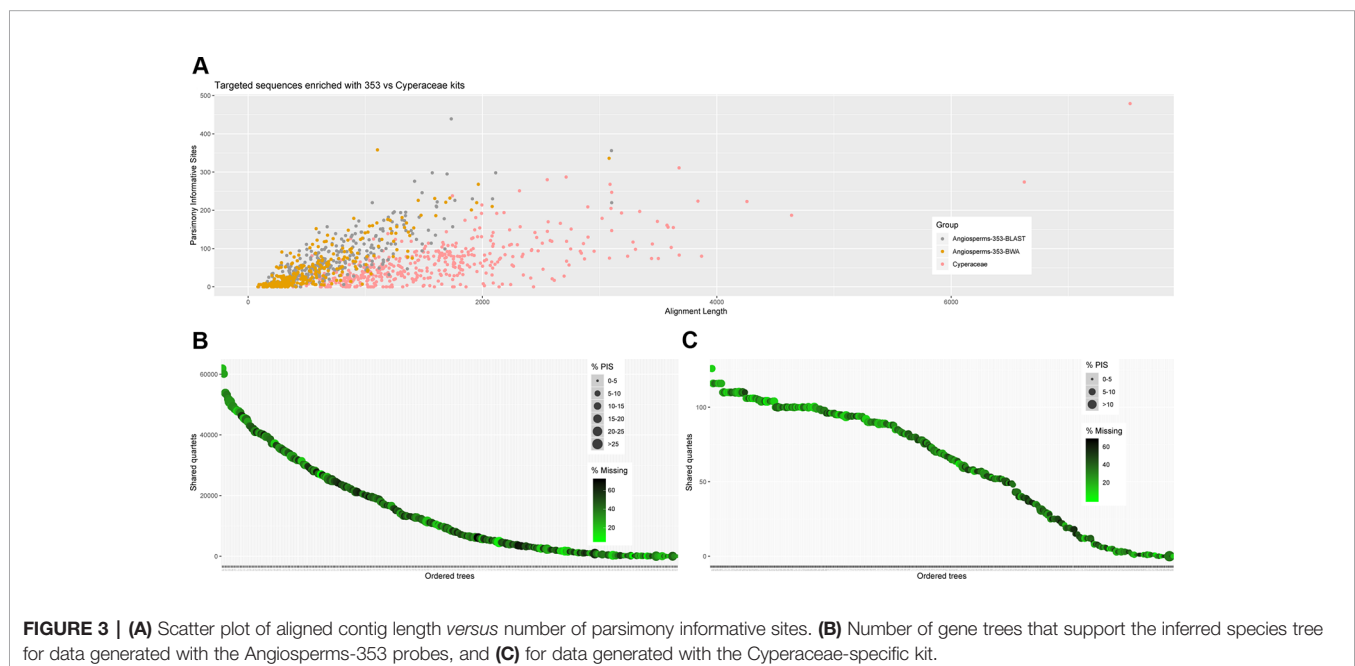 A
Targeted sequences enriched with 353 vs Cyperaceae kits
500
400
300
200
100
0
Parsimony Informative Sites
0
2000
4000
6000
Alignment Length
Group
Angiosperms-353-BLAST
Angiosperms-353-BWA
Cyperaceae
B
60000
40000
20000
0
Shared quartets
Ordered trees
% PIS
0-5
5-10
10-15
15-20
20-25
>25
% Missing
60
40
20
C
100
50
0
Shared quartets
Ordered trees
% PIS
0-5
5-10
>10
% Missing
60
40
20
FIGURE 3 | (A) Scatter plot of aligned contig length versus number of parsimony informative sites. (B) Number of gene trees that support the inferred species tree
for data generated with the Angiosperms-353 probes, and (C) for data generated with the Cyperaceae-specific kit.